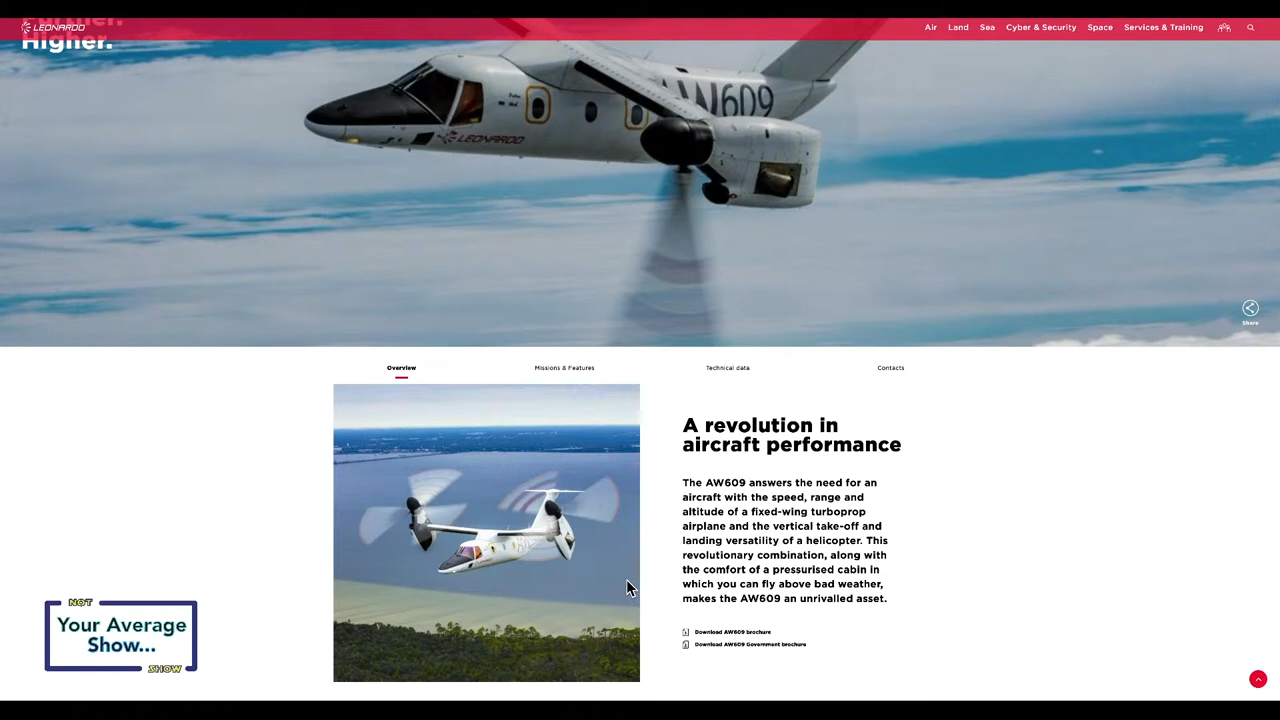 Further.
LEONARDO
Higher.
Air Land Sea Cyber & Security Space Services & Training
AW609
LEONARDO
Share
Overview Missions & Features Technical data Contacts
A revolution in
aircraft performance
The AW609 answers the need for an
aircraft with the speed, range and
altitude of a fixed-wing turboprop
airplane and the vertical take-off and
landing versatility of a helicopter. This
revolutionary combination, along with
the comfort of a pressurised cabin in
which you can fly above bad weather,
makes the AW609 an unrivalled asset.
Download AW609 brochure
Download AW609 Government brochure
NOT
Your Average
Show...
SHOW